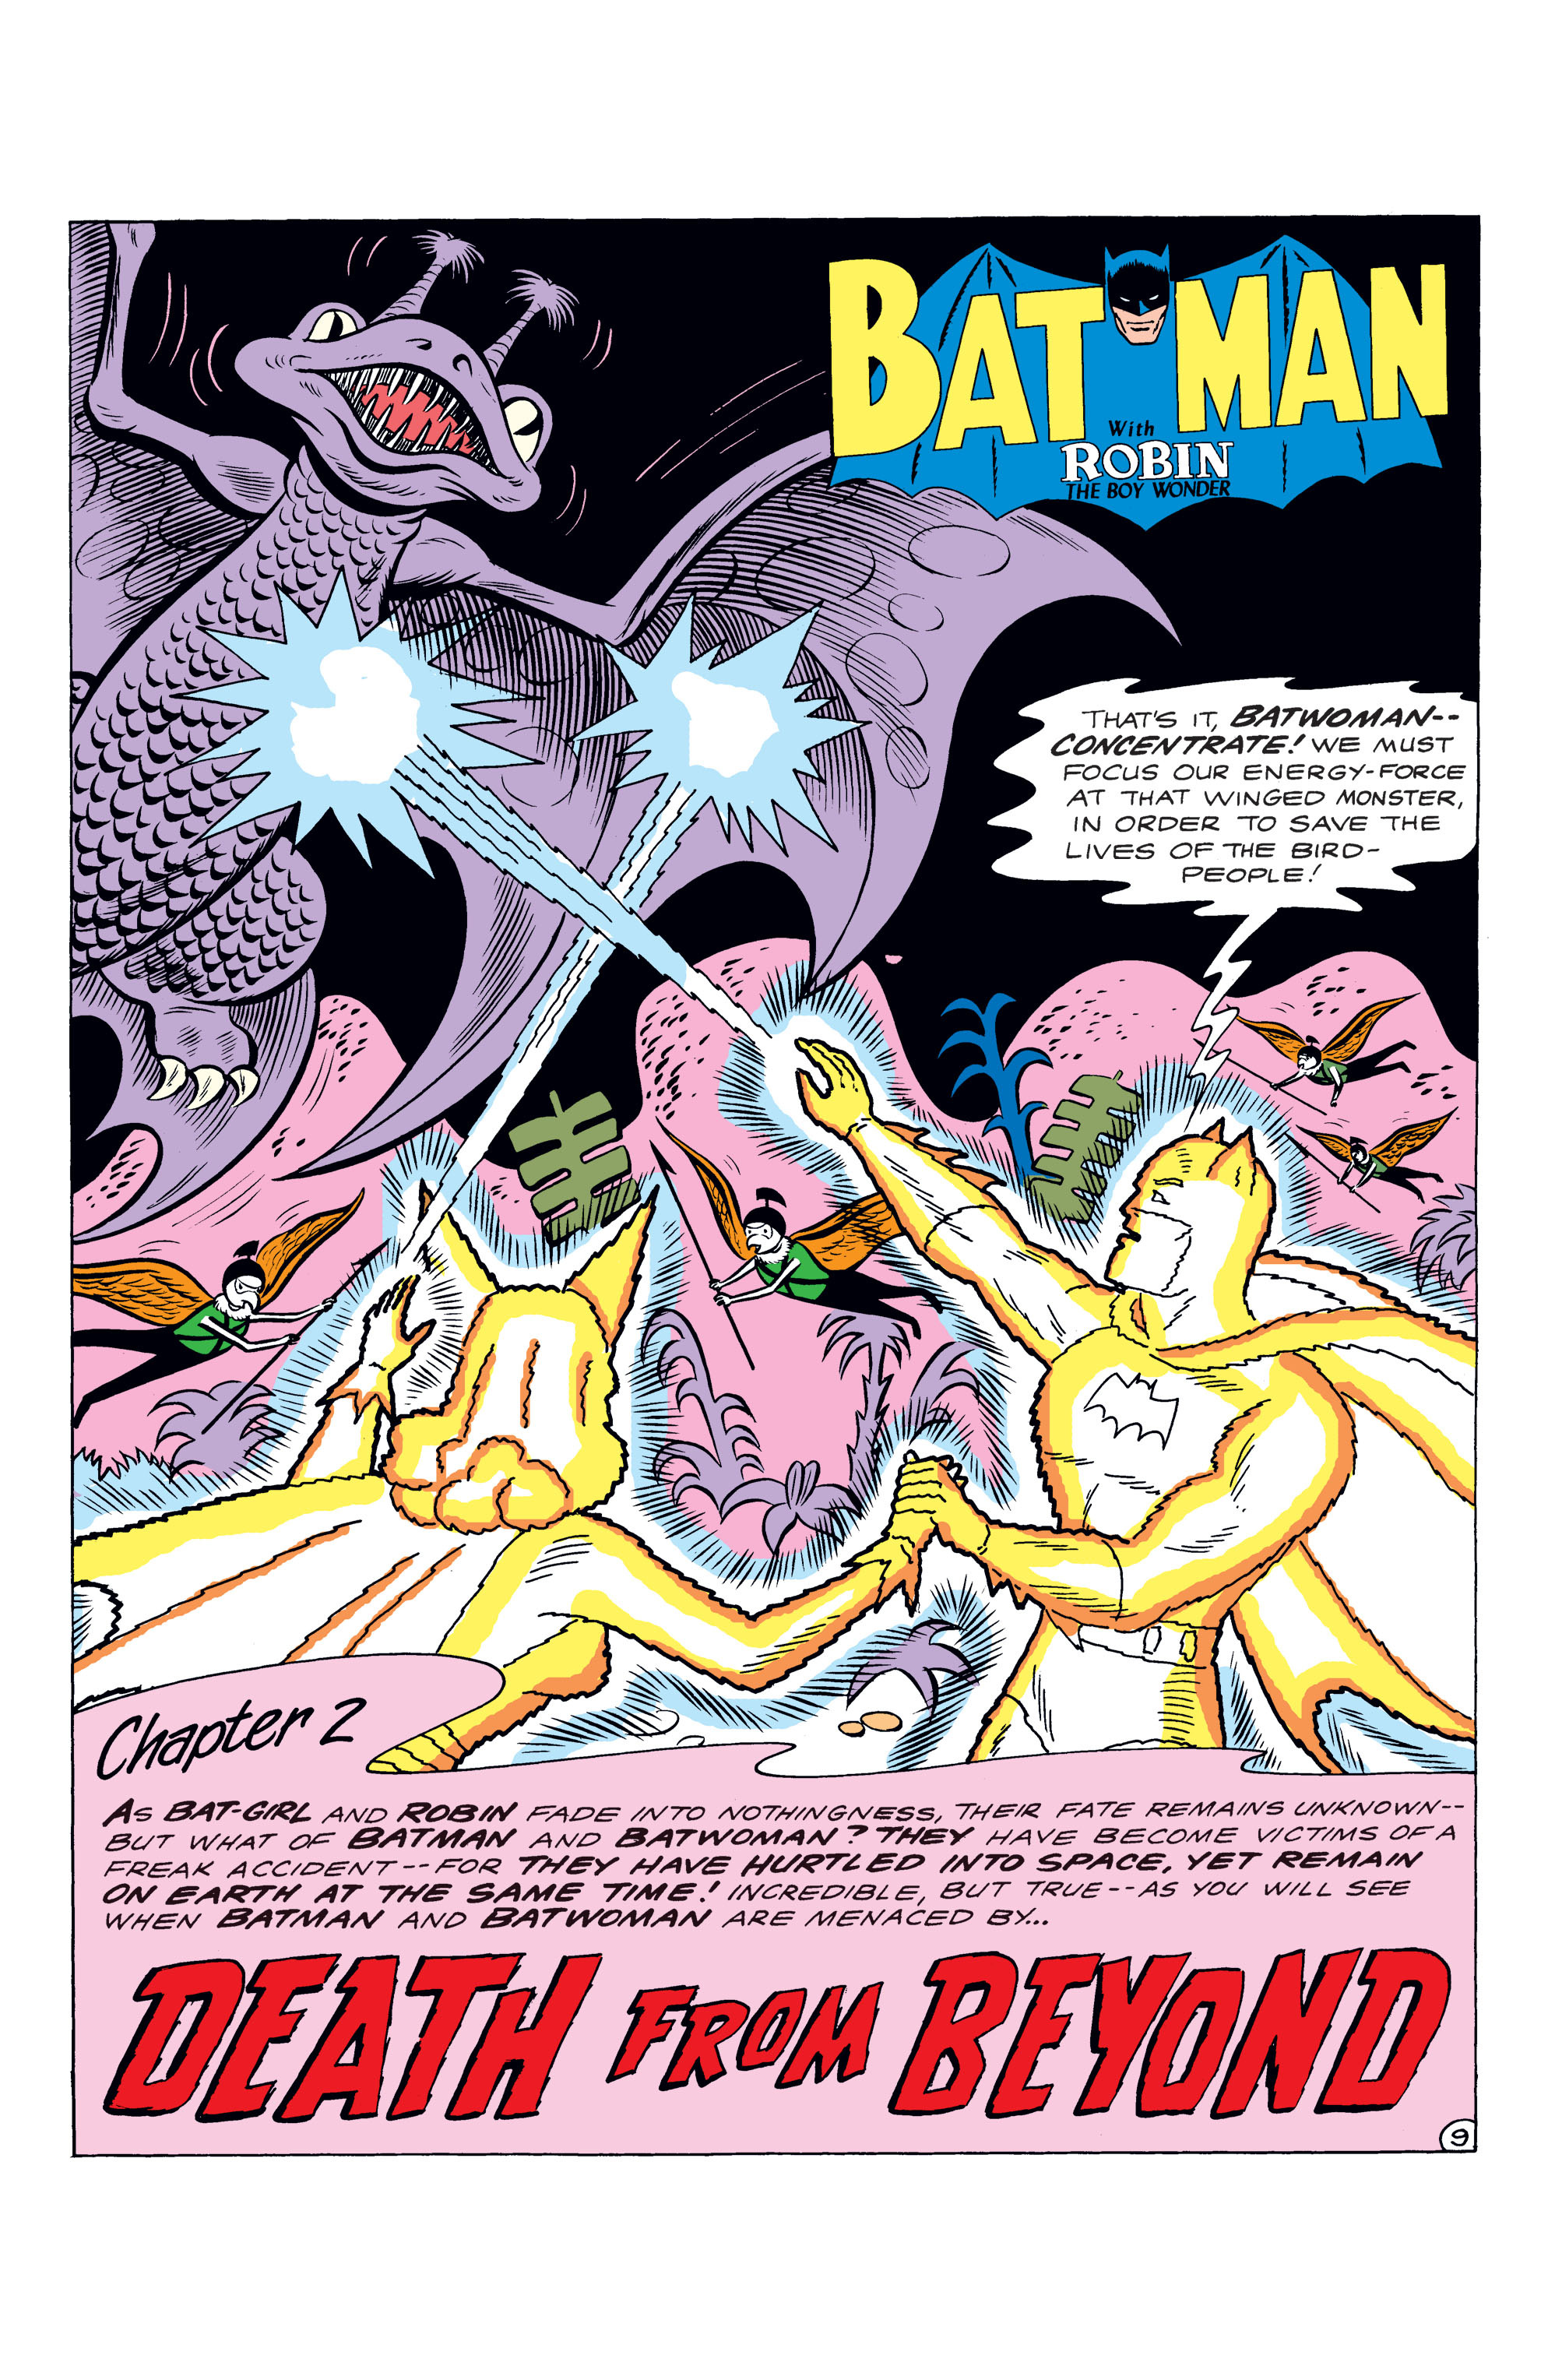 BATMAN
With
ROBIN
THE BOY WONDER
THAT'S IT, BATWOMAN--
CONCENTRATE! WE MUST
FOCUS OUR ENERGY-FORCE
AT THAT WINGED MONSTER,
IN ORDER TO SAVE THE
LIVES OF THE BIRD-
PEOPLE!
Chapter 2
AS BAT-GIRL AND ROBIN FADE INTO NOTHINGNESS, THEIR FATE REMAINS UNKNOWN--
BUT WHAT OF BATMAN AND BATWOMAN? THEY HAVE BECOME VICTIMS OF A
FREAK ACCIDENT--FOR THEY HAVE HURTLED INTO SPACE, YET REMAIN
ON EARTH AT THE SAME TIME! INCREDIBLE, BUT TRUE--AS YOU WILL SEE
WHEN BATMAN AND BATWOMAN ARE MENACED BY...
DEATH FROM BEYOND
9